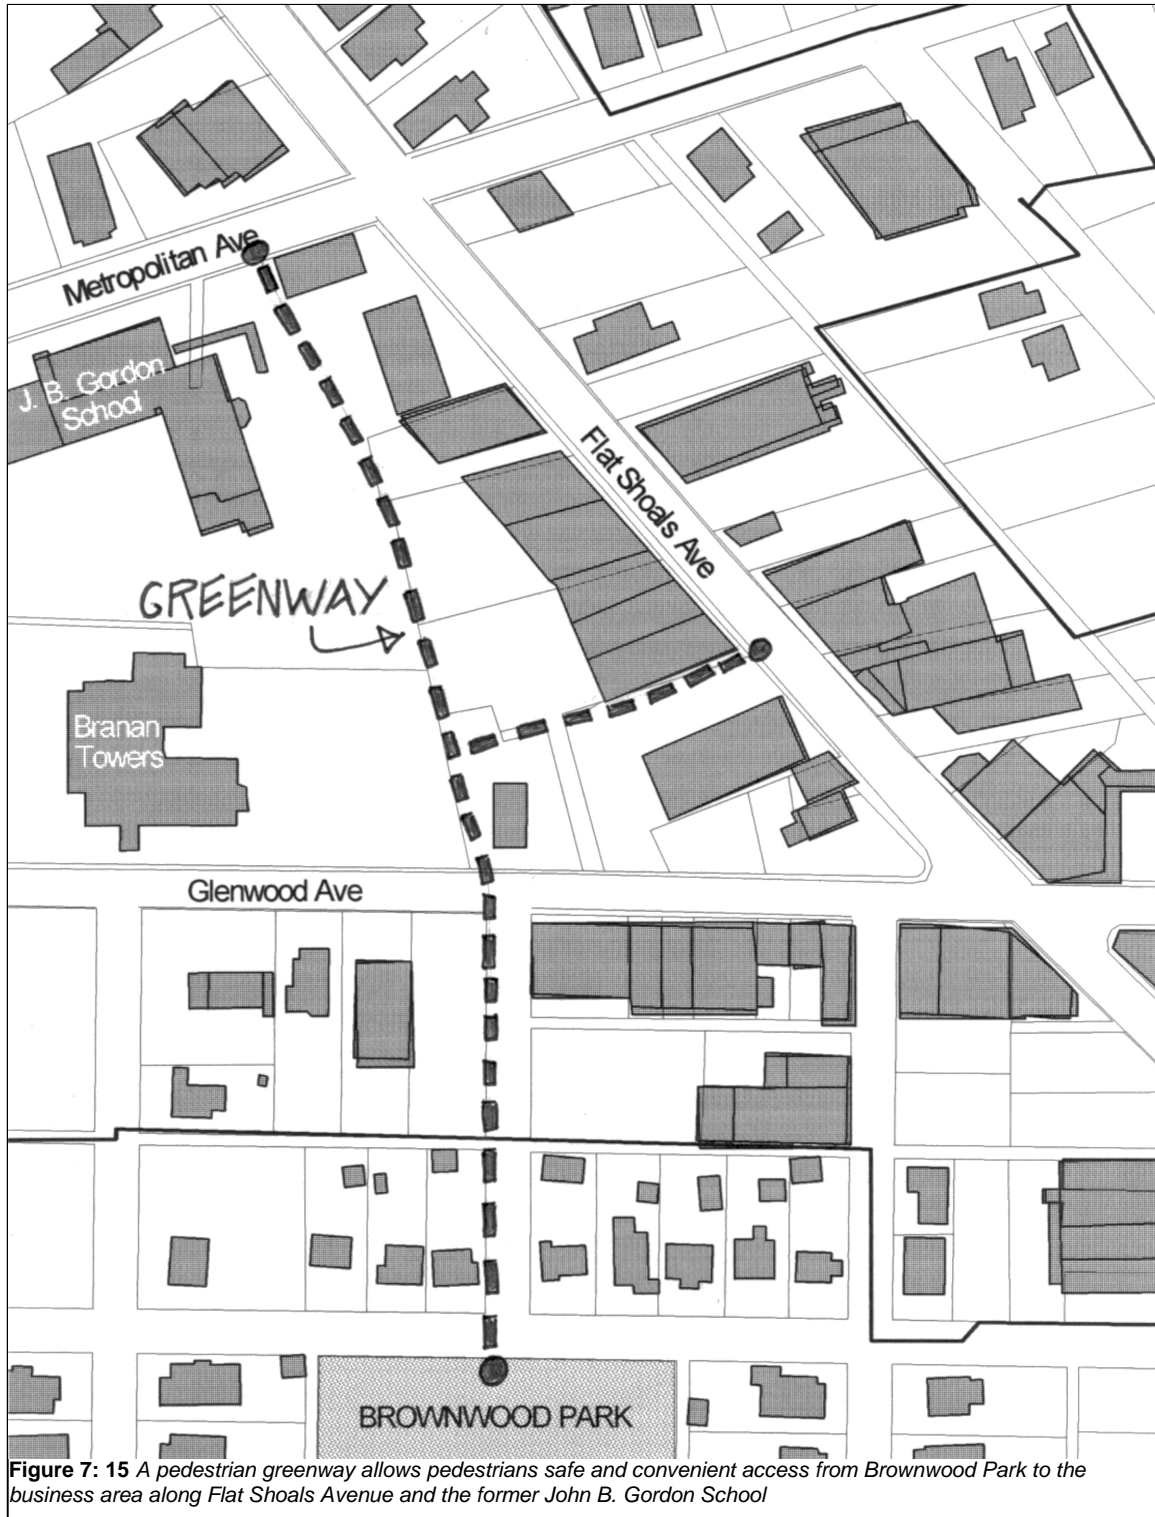 Metropolitan Ave
J. B. Gordon
School
Flat Shoals Ave
GREENWAY
Branan
Towers
Glenwood Ave
BROWNWOOD PARK
Figure 7: 15 A pedestrian greenway allows pedestrians safe and convenient access from Brownwood Park to the
business area along Flat Shoals Avenue and the former John B. Gordon School